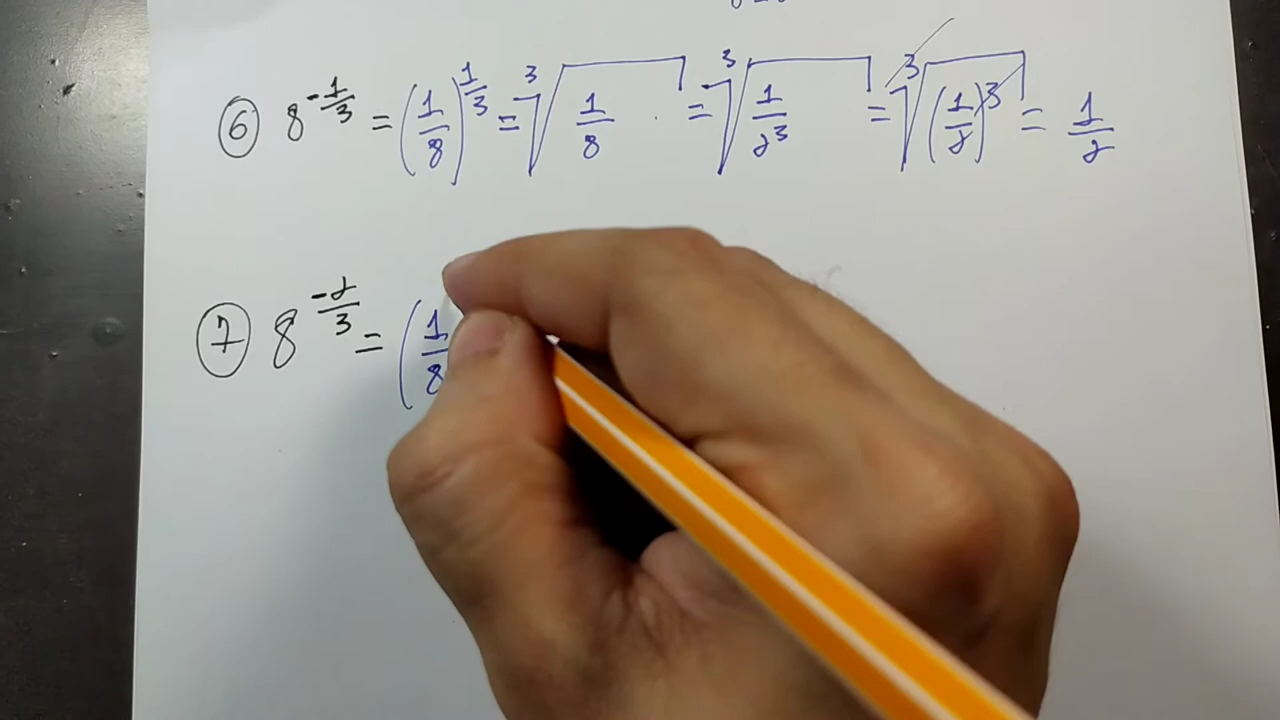 ⑥ 8^(-1/3) = (1/8)^(1/3) = ∛(1/8) = ∛(1/2³) = ∛((1/2)³) = 1/2
⑦ 8^(-2/3) = (1/8